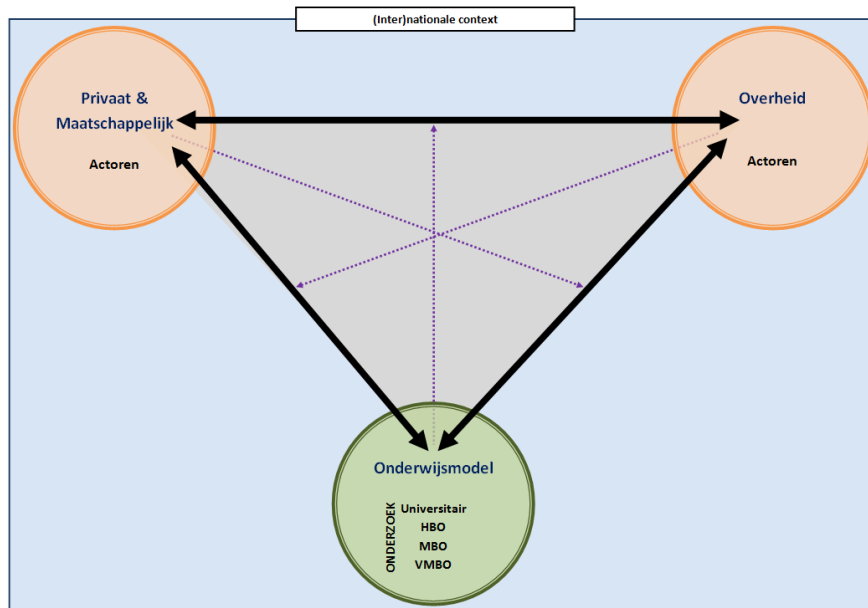 (Inter)nationale context
Privaat &
Maatschappelijk
Actoren
Overheid
Actoren
Onderwijsmodel
ONDERZOEK
Universitair
HBO
MBO
VMBO